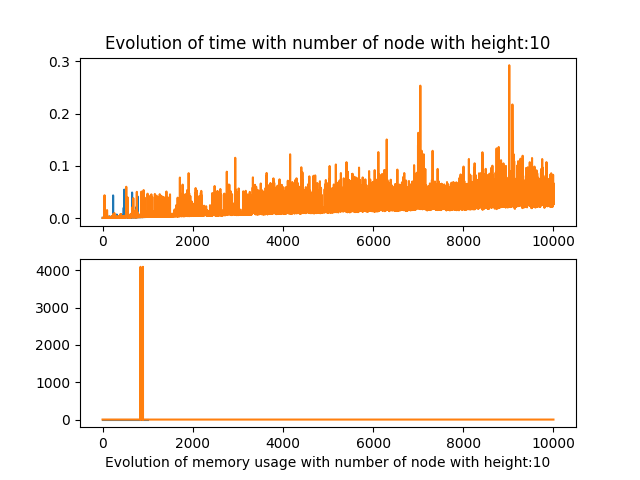 Evolution of time with number of node with height:10
0.3
0.2
0.1
0.0
0 2000 4000 6000 8000 10000
4000
3000
2000
1000
0
0 2000 4000 6000 8000 10000
Evolution of memory usage with number of node with height:10